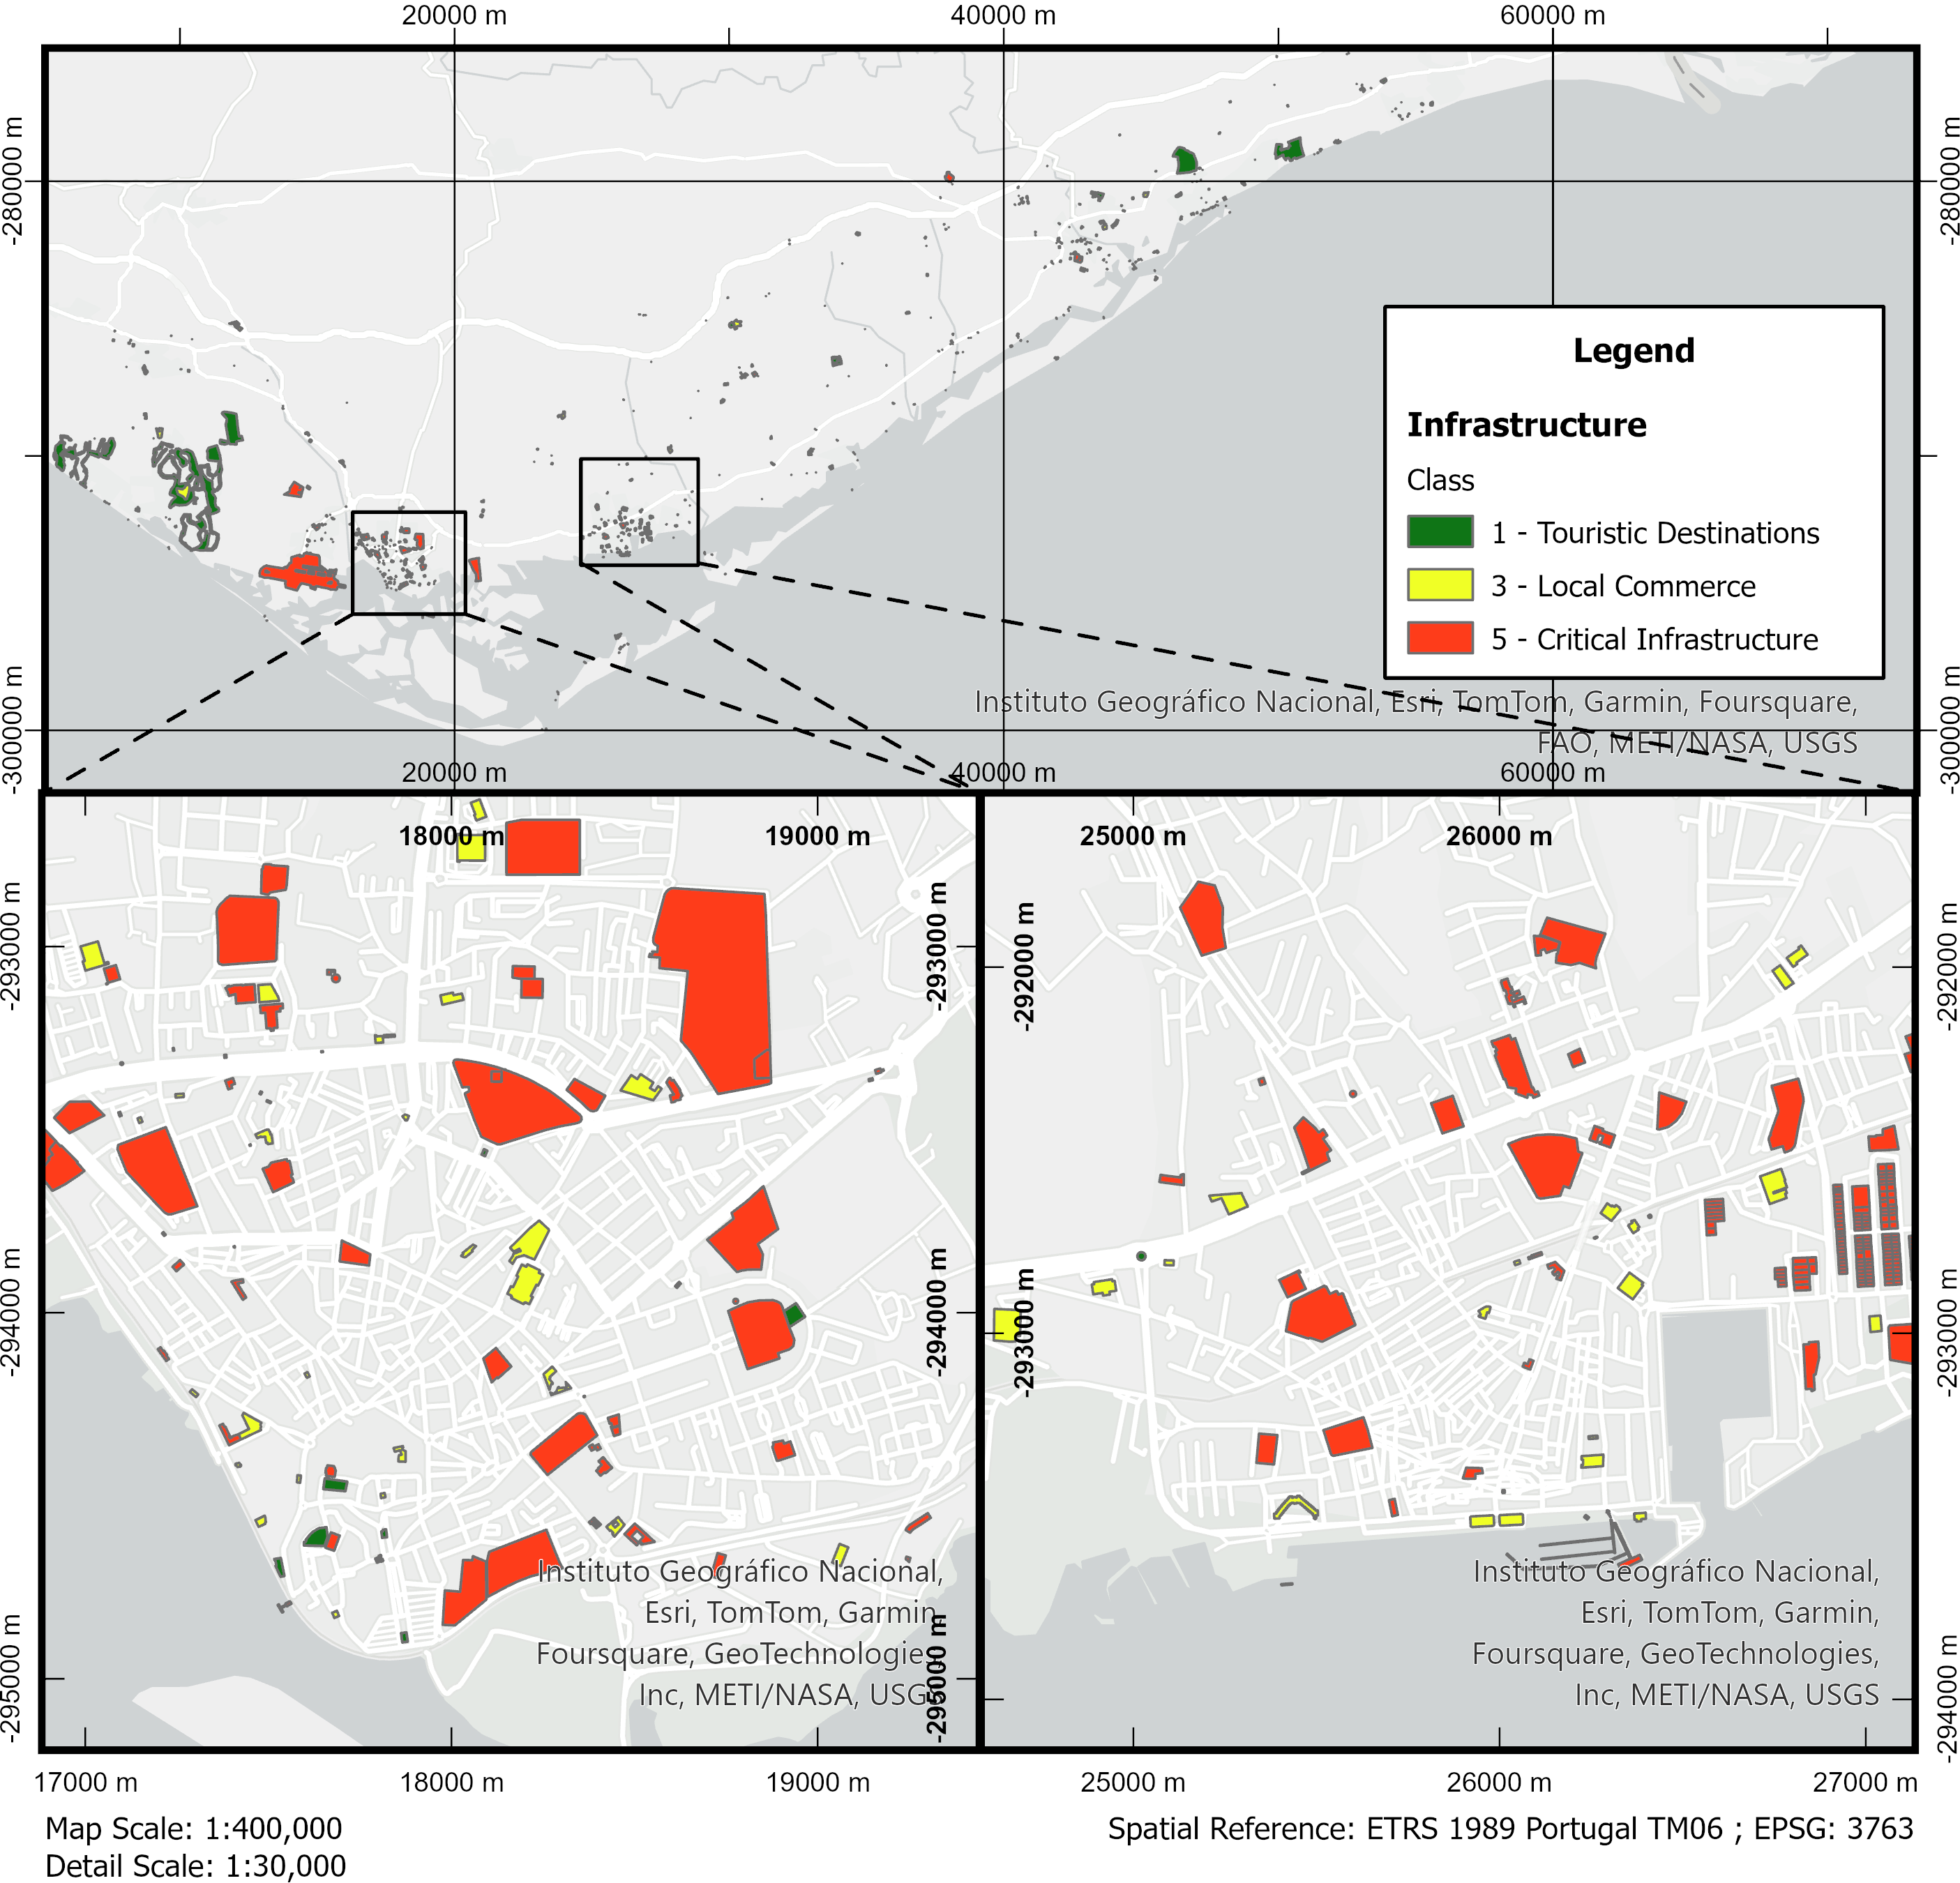 20000 m 40000 m 60000 m
-280000 m -280000 m
Legend
Infrastructure
Class
1 - Touristic Destinations
3 - Local Commerce
5 - Critical Infrastructure
-300000 m -300000 m
Instituto Geográfico Nacional, Esri, TomTom, Garmin, Foursquare,
FAO, METI/NASA, USGS
20000 m 40000 m 60000 m
18000 m 19000 m 25000 m 26000 m
-293000 m -293000 m -292000 m -292000 m
-294000 m -294000 m -293000 m -293000 m
Instituto Geográfico Nacional,
Esri, TomTom, Garmin,
Foursquare, GeoTechnologies,
Inc, METI/NASA, USGS
Instituto Geográfico Nacional,
Esri, TomTom, Garmin,
Foursquare, GeoTechnologies,
Inc, METI/NASA, USGS
-295000 m -295000 m -294000 m
17000 m 18000 m 19000 m 25000 m 26000 m 27000 m
Map Scale: 1:400,000
Detail Scale: 1:30,000
Spatial Reference: ETRS 1989 Portugal TM06 ; EPSG: 3763